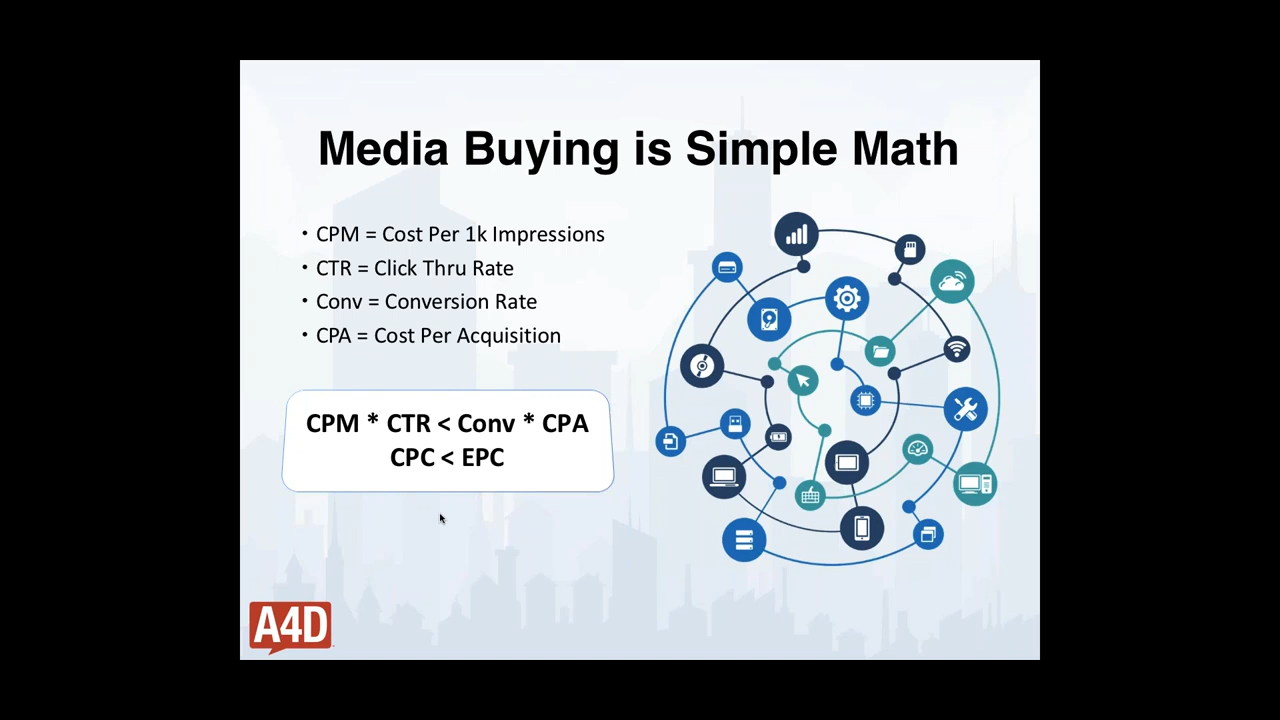 Media Buying is Simple Math
• CPM = Cost Per 1k Impressions
• CTR = Click Thru Rate
• Conv = Conversion Rate
• CPA = Cost Per Acquisition
CPM * CTR < Conv * CPA
CPC < EPC
A4D